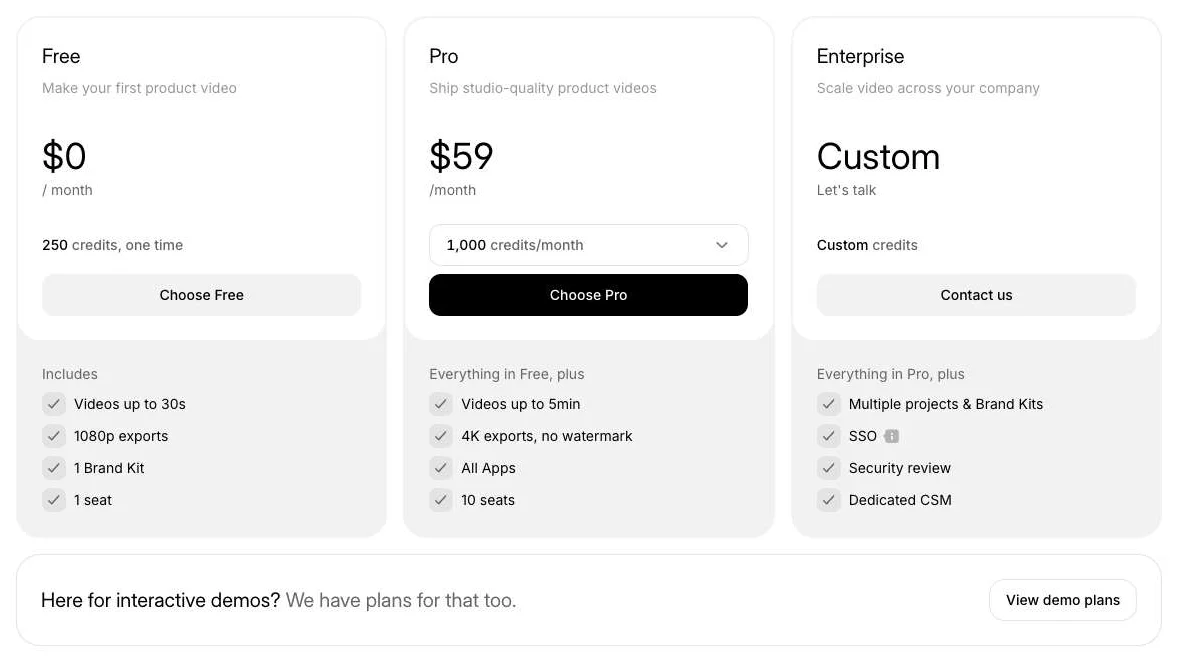 Free
Make your first product video
$0
/ month
250 credits, one time
Choose Free
Includes
Videos up to 30s
1080p exports
1 Brand Kit
1 seat
Pro
Ship studio-quality product videos
$59
/month
1,000 credits/month
Choose Pro
Everything in Free, plus
Videos up to 5min
4K exports, no watermark
All Apps
10 seats
Enterprise
Scale video across your company
Custom
Let's talk
Custom credits
Contact us
Everything in Pro, plus
Multiple projects & Brand Kits
SSO
Security review
Dedicated CSM
Here for interactive demos? We have plans for that too.
View demo plans